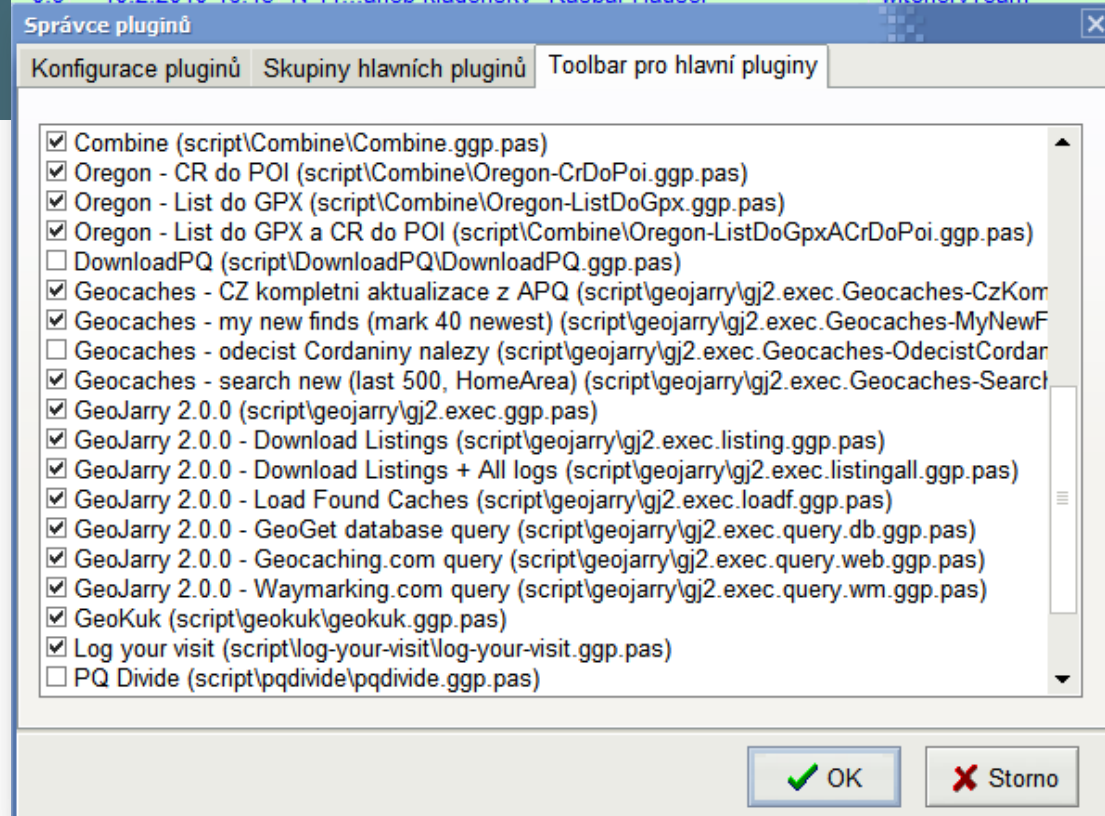 Správce pluginů
Konfigurace pluginů Skupiny hlavních pluginů Toolbar pro hlavní pluginy
Combine (script\Combine\Combine.ggp.pas)
Oregon - CR do POI (script\Combine\Oregon-CrDoPoi.ggp.pas)
Oregon - List do GPX (script\Combine\Oregon-ListDoGpx.ggp.pas)
Oregon - List do GPX a CR do POI (script\Combine\Oregon-ListDoGpxACrDoPoi.ggp.pas)
DownloadPQ (script\DownloadPQ\DownloadPQ.ggp.pas)
Geocaches - CZ kompletni aktualizace z APQ (script\geojarry\gj2.exec.Geocaches-CzKom
Geocaches - my new finds (mark 40 newest) (script\geojarry\gj2.exec.Geocaches-MyNewF
Geocaches - odecist Cordaniny nalezy (script\geojarry\gj2.exec.Geocaches-OdecistCordan
Geocaches - search new (last 500, HomeArea) (script\geojarry\gj2.exec.Geocaches-Search
GeoJarry 2.0.0 (script\geojarry\gj2.exec.ggp.pas)
GeoJarry 2.0.0 - Download Listings (script\geojarry\gj2.exec.listing.ggp.pas)
GeoJarry 2.0.0 - Download Listings + All logs (script\geojarry\gj2.exec.listingall.ggp.pas)
GeoJarry 2.0.0 - Load Found Caches (script\geojarry\gj2.exec.loadf.ggp.pas)
GeoJarry 2.0.0 - GeoGet database query (script\geojarry\gj2.exec.query.db.ggp.pas)
GeoJarry 2.0.0 - Geocaching.com query (script\geojarry\gj2.exec.query.web.ggp.pas)
GeoJarry 2.0.0 - Waymarking.com query (script\geojarry\gj2.exec.query.wm.ggp.pas)
GeoKuk (script\geokuk\geokuk.ggp.pas)
Log your visit (script\log-your-visit\log-your-visit.ggp.pas)
PQ Divide (script\pqdivide\pqdivide.ggp.pas)
OK Storno